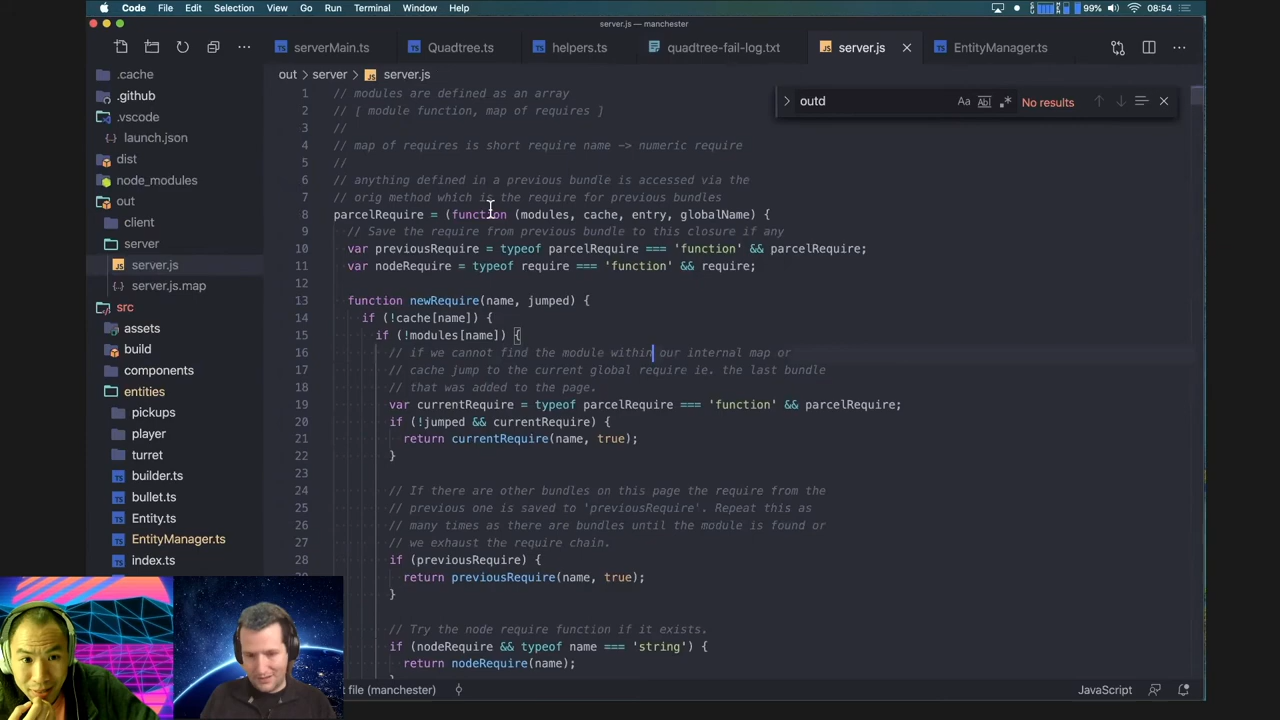 Code File Edit Selection View Go Run Terminal Window Help 99% 08:54
server.js — manchester
serverMain.ts Quadtree.ts helpers.ts quadtree-fail-log.txt server.js EntityManager.ts
out > server > server.js
outd Aa Abl No results
.cache
.github
.vscode
launch.json
dist
node_modules
out
client
server
server.js
server.js.map
src
assets
build
components
entities
pickups
player
turret
builder.ts
bullet.ts
Entity.ts
EntityManager.ts
index.ts
1 // modules are defined as an array
2 // [ module function, map of requires ]
3 //
4 // map of requires is short require name -> numeric require
5 //
6 // anything defined in a previous bundle is accessed via the
7 // orig method which is the require for previous bundles
8 parcelRequire = (function (modules, cache, entry, globalName) {
9 // Save the require from previous bundle to this closure if any
10 var previousRequire = typeof parcelRequire === 'function' && parcelRequire;
11 var nodeRequire = typeof require === 'function' && require;
12
13 function newRequire(name, jumped) {
14 if (!cache[name]) {
15 if (!modules[name]) {
16 // if we cannot find the module within our internal map or
17 // cache jump to the current global require ie. the last bundle
18 // that was added to the page.
19 var currentRequire = typeof parcelRequire === 'function' && parcelRequire;
20 if (!jumped && currentRequire) {
21 return currentRequire(name, true);
22 }
23
24 // If there are other bundles on this page the require from the
25 // previous one is saved to 'previousRequire'. Repeat this as
26 // many times as there are bundles until the module is found or
27 // we exhaust the require chain.
28 if (previousRequire) {
return previousRequire(name, true);
}
// Try the node require function if it exists.
if (nodeRequire && typeof name === 'string') {
return nodeRequire(name);
}
file (manchester) JavaScript